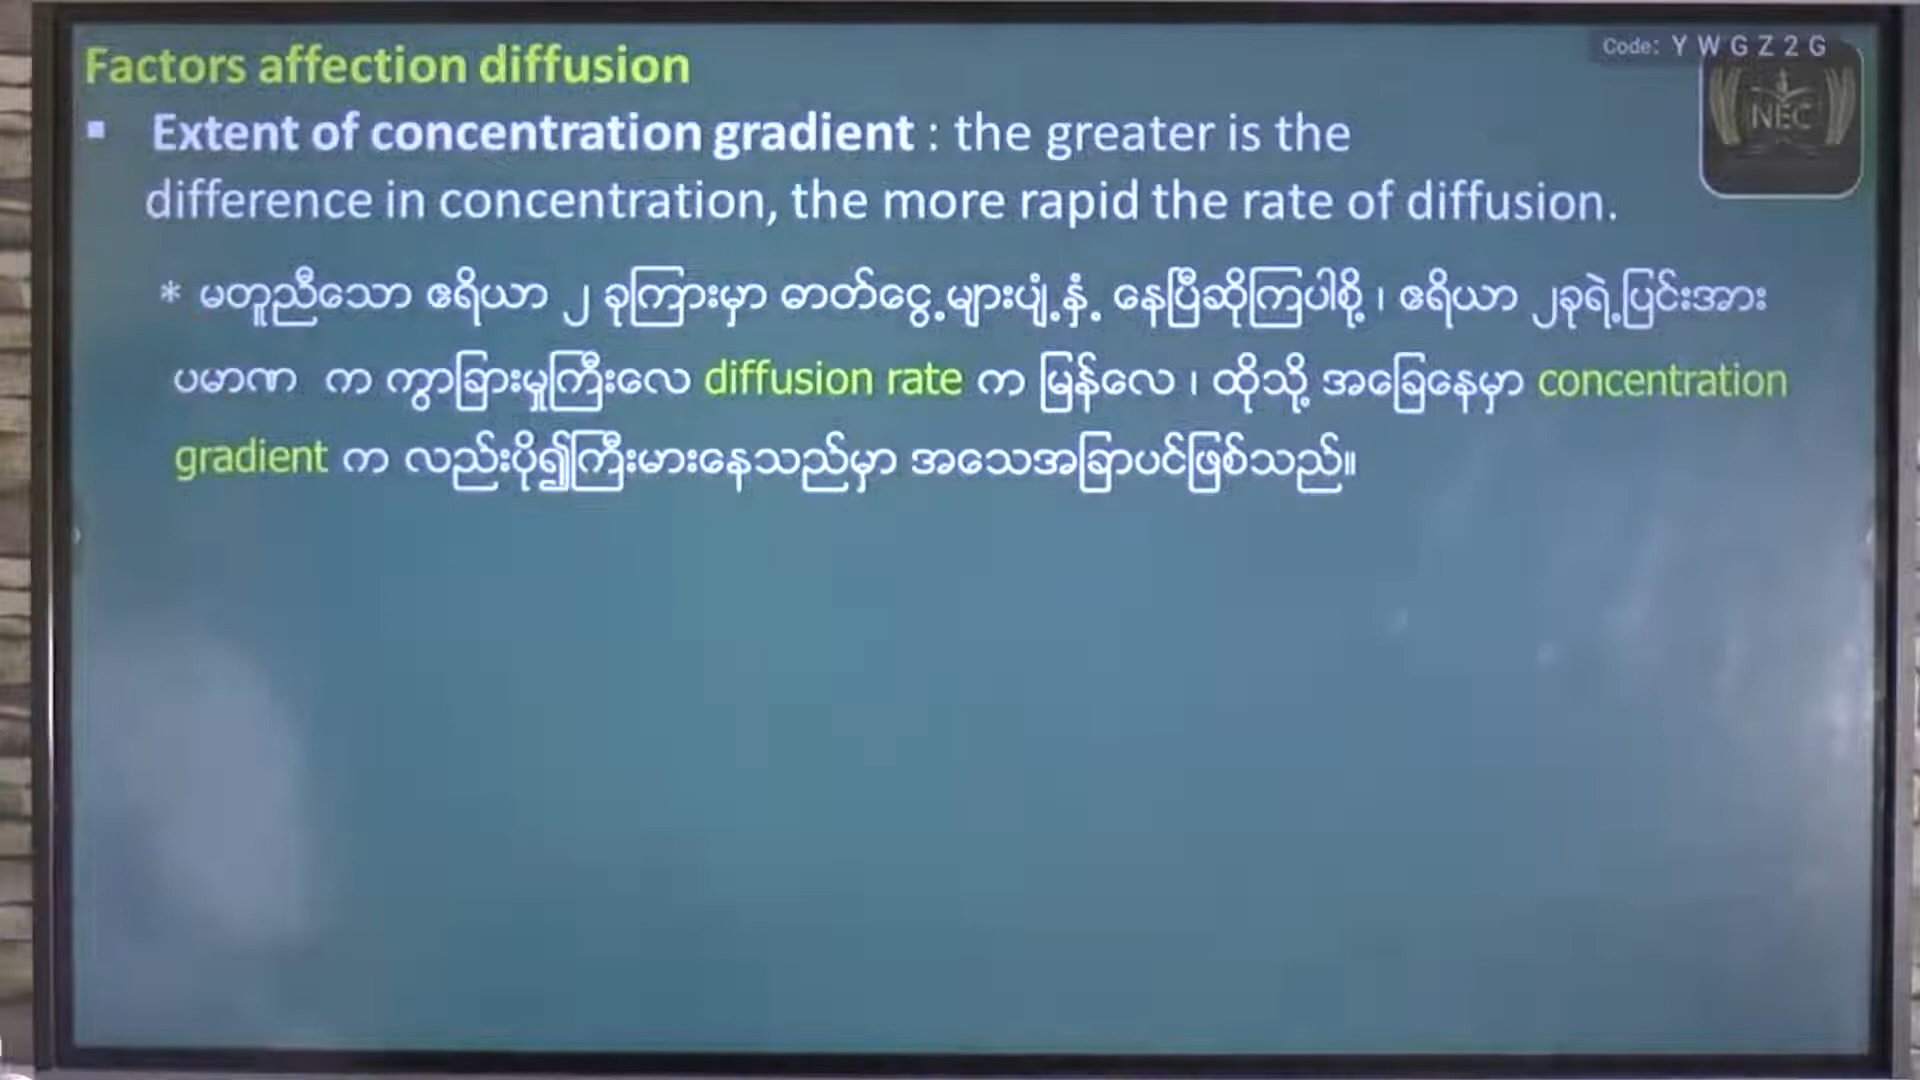 Code: Y W G Z 2 G
Factors affection diffusion
NEC
▪ Extent of concentration gradient : the greater is the
difference in concentration, the more rapid the rate of diffusion.
* မတူညီသော ဧရိယာ ၂ ခုကြားမှာ ဓာတ်ငွေ့များပျံ့နှံ့ နေပြီဆိုကြပါစို့ ၊ ဧရိယာ ၂ခုရဲ့ပြင်းအား
ပမာဏ က ကွာခြားမှုကြီးလေ diffusion rate က မြန်လေ ၊ ထိုသို့ အခြေနေမှာ concentration
gradient က လည်းပို၍ကြီးမားနေသည်မှာ အသေအခြာပင်ဖြစ်သည်။